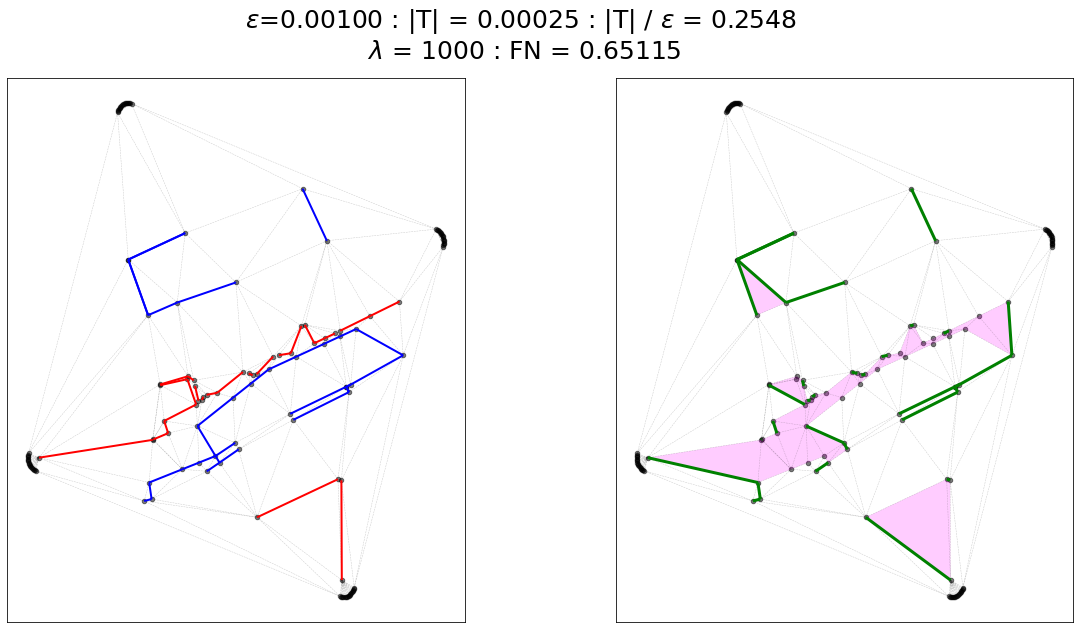 ε=0.00100 : |T| = 0.00025 : |T| / ε = 0.2548
λ = 1000 : FN = 0.65115